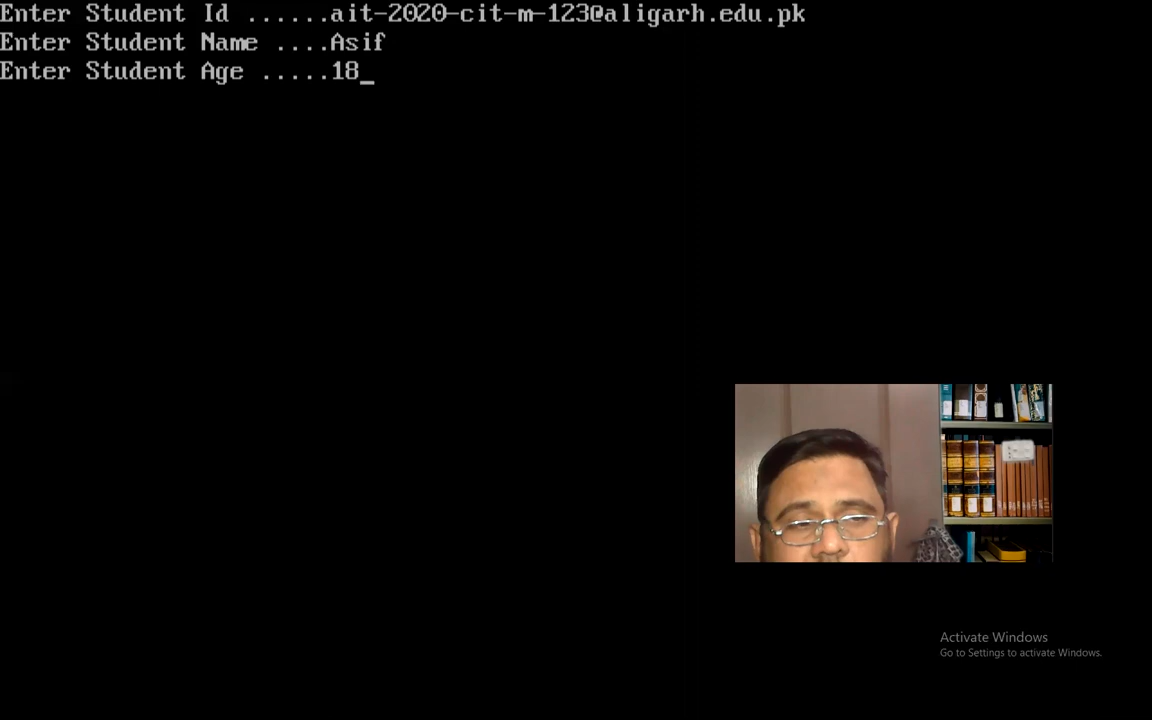 Enter Student Id ......ait-2020-cit-m-123@aligarh.edu.pk
Enter Student Name ....Asif
Enter Student Age .....18_
Activate Windows
Go to Settings to activate Windows.